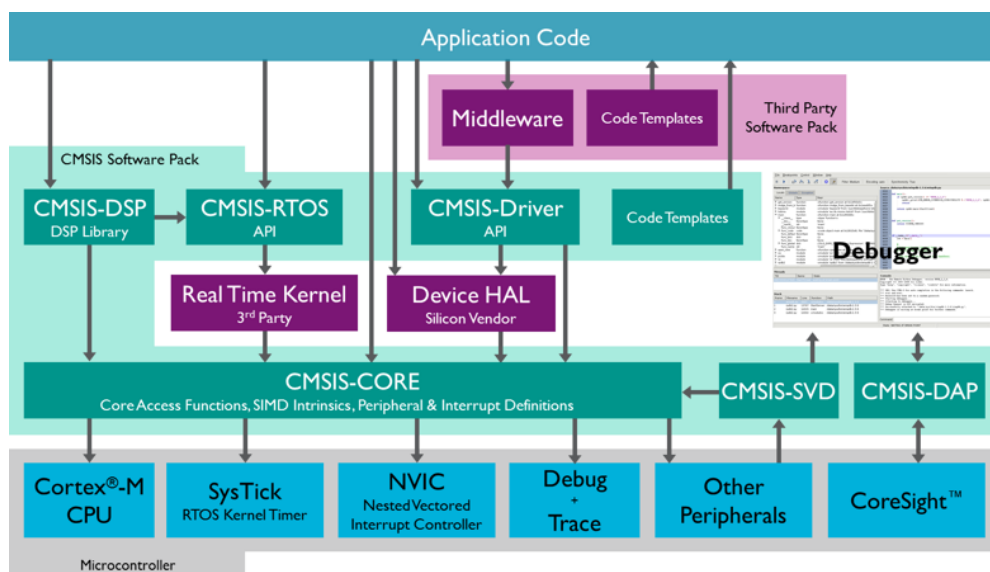 Application Code
Middleware
Code Templates
Third Party
Software Pack
CMSIS Software Pack
CMSIS-DSP
DSP Library
CMSIS-RTOS
API
CMSIS-Driver
API
Code Templates
Debugger
Real Time Kernel
3rd Party
Device HAL
Silicon Vendor
CMSIS-CORE
Core Access Functions, SIMD Intrinsics, Peripheral & Interrupt Definitions
CMSIS-SVD
CMSIS-DAP
Cortex®-M
CPU
SysTick
RTOS Kernel Timer
NVIC
Nested Vectored
Interrupt Controller
Debug
+
Trace
Other
Peripherals
CoreSight™
Microcontroller